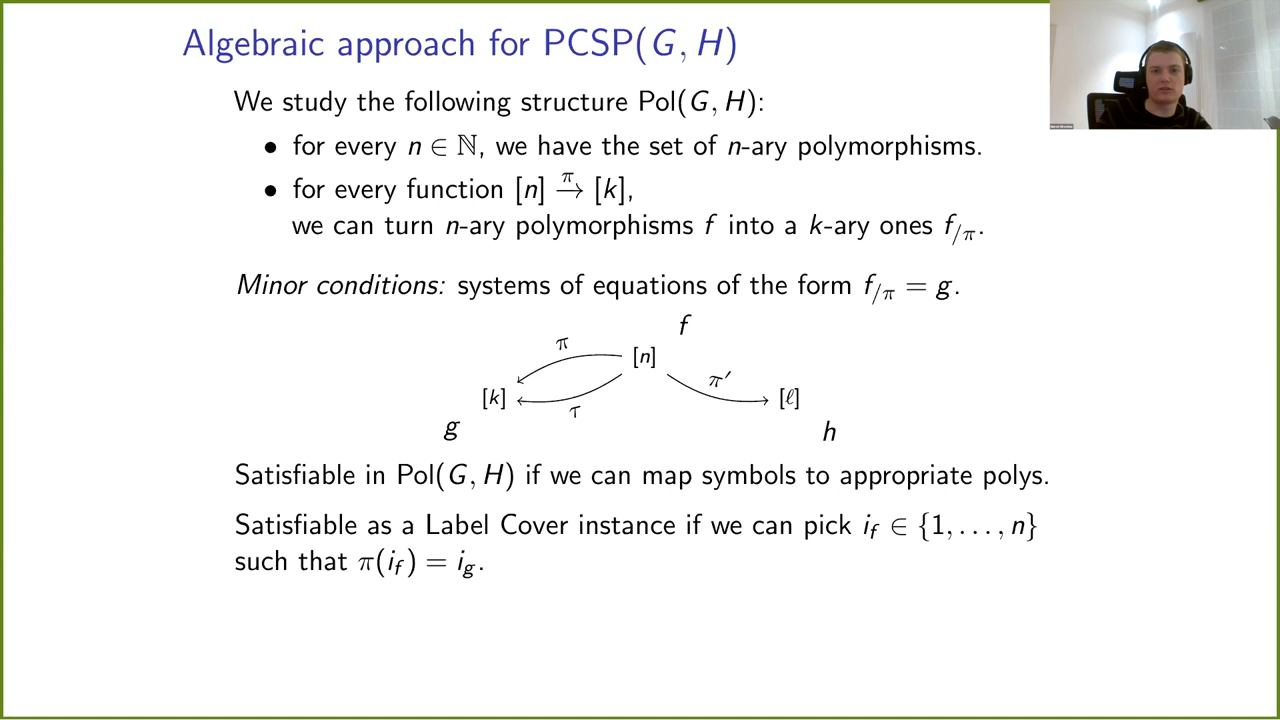 Algebraic approach for PCSP(G, H)
We study the following structure Pol(G, H):
• for every n ∈ ℕ, we have the set of n-ary polymorphisms.
• for every function [n] →^π [k],
we can turn n-ary polymorphisms f into a k-ary ones f_{/π}.
Minor conditions: systems of equations of the form f_{/π} = g.
f
π
[n]
π′
[k]
τ
[ℓ]
g
h
Satisfiable in Pol(G, H) if we can map symbols to appropriate polys.
Satisfiable as a Label Cover instance if we can pick i_f ∈ {1, . . . , n}
such that π(i_f) = i_g.